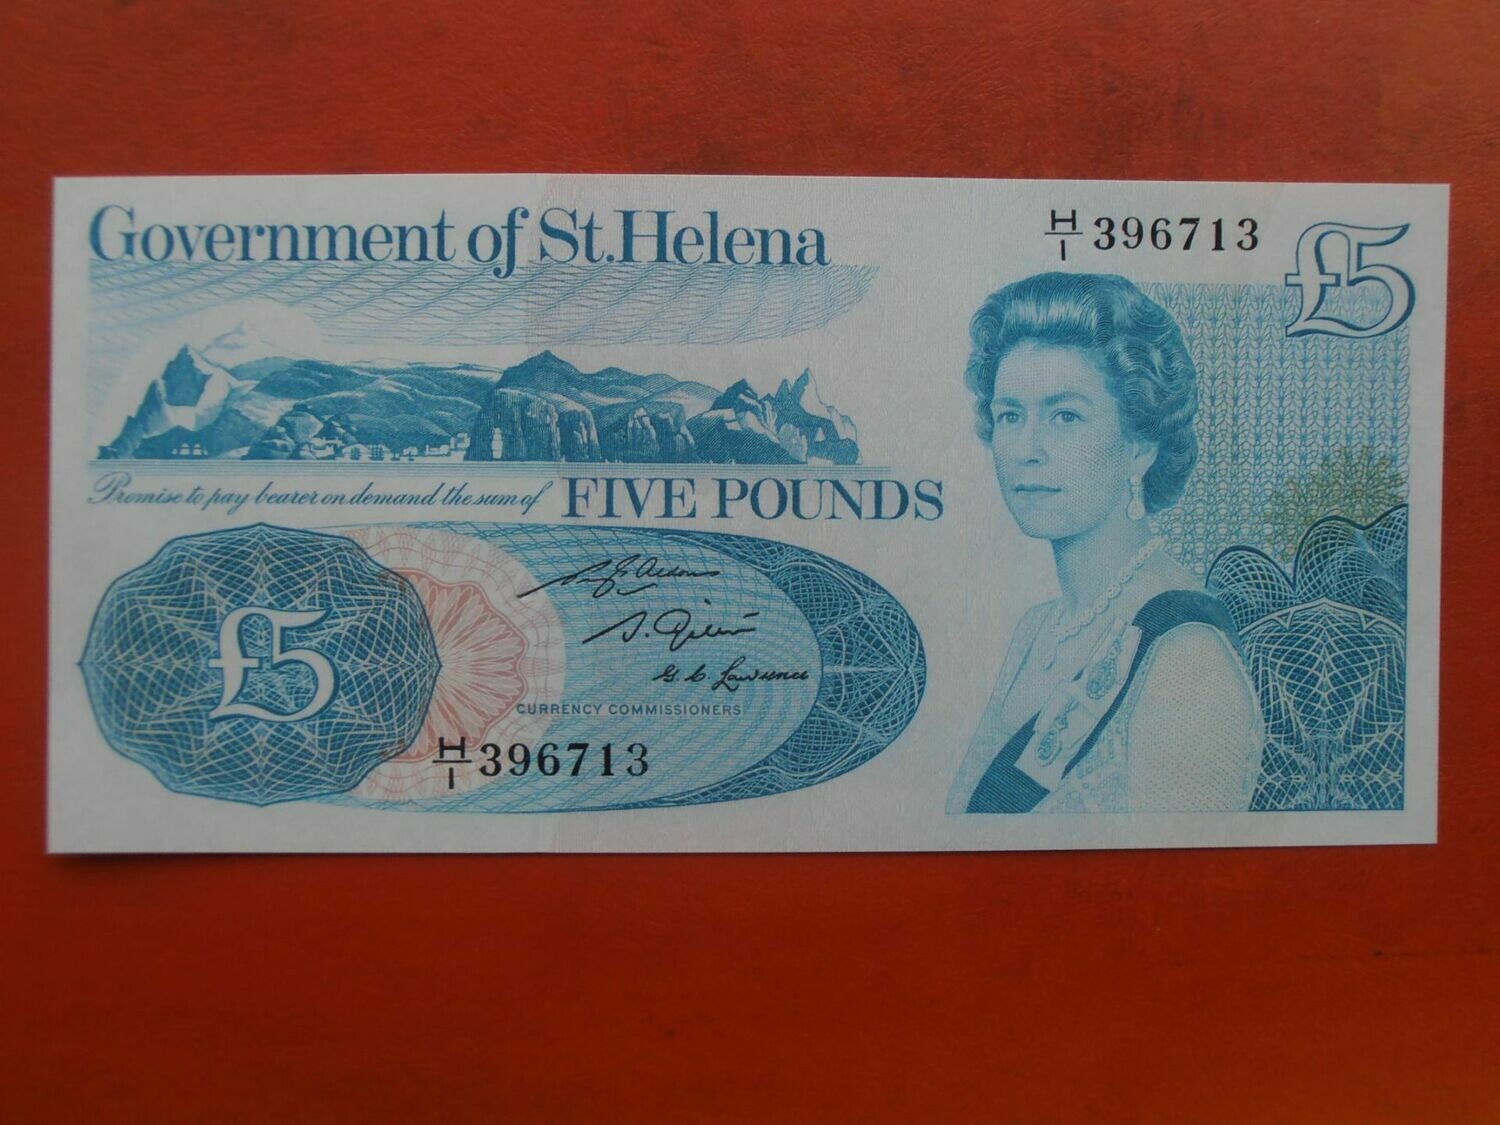 Government of St. Helena
H/1 396713
£5
Promise to pay bearer on demand the sum of FIVE POUNDS
£5
G. C. Lawrence
CURRENCY COMMISSIONERS
H/1 396713